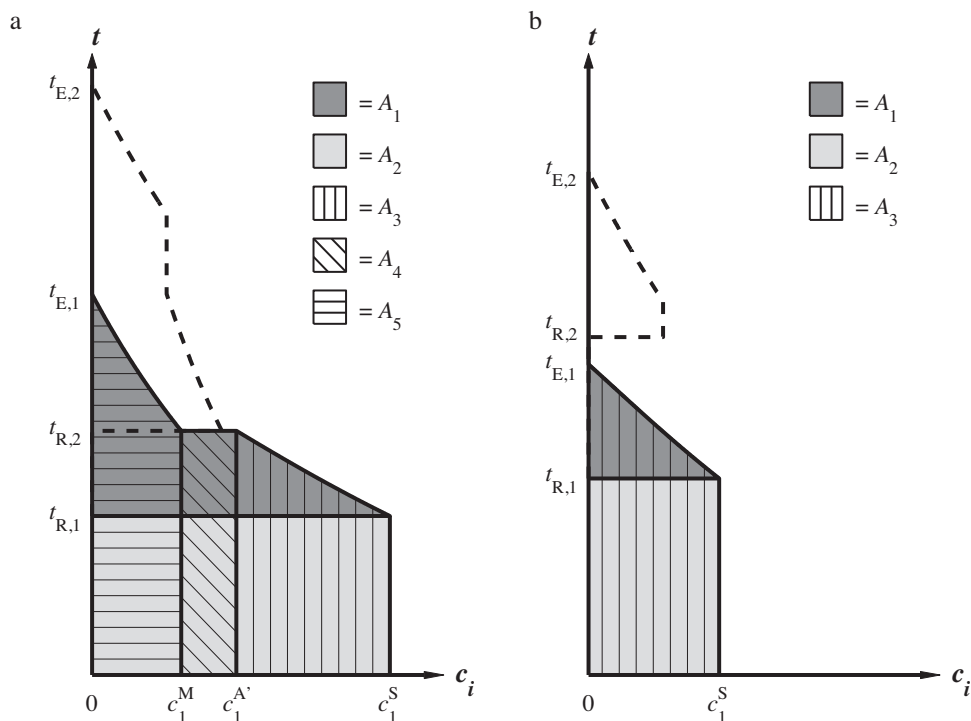 a
t
t_E,2
= A_1
= A_2
= A_3
= A_4
= A_5
t_E,1
t_R,2
t_R,1
0
c_1^M
c_1^A'
c_1^S
c_i
b
t
= A_1
= A_2
= A_3
t_E,2
t_R,2
t_E,1
t_R,1
0
c_1^S
c_i